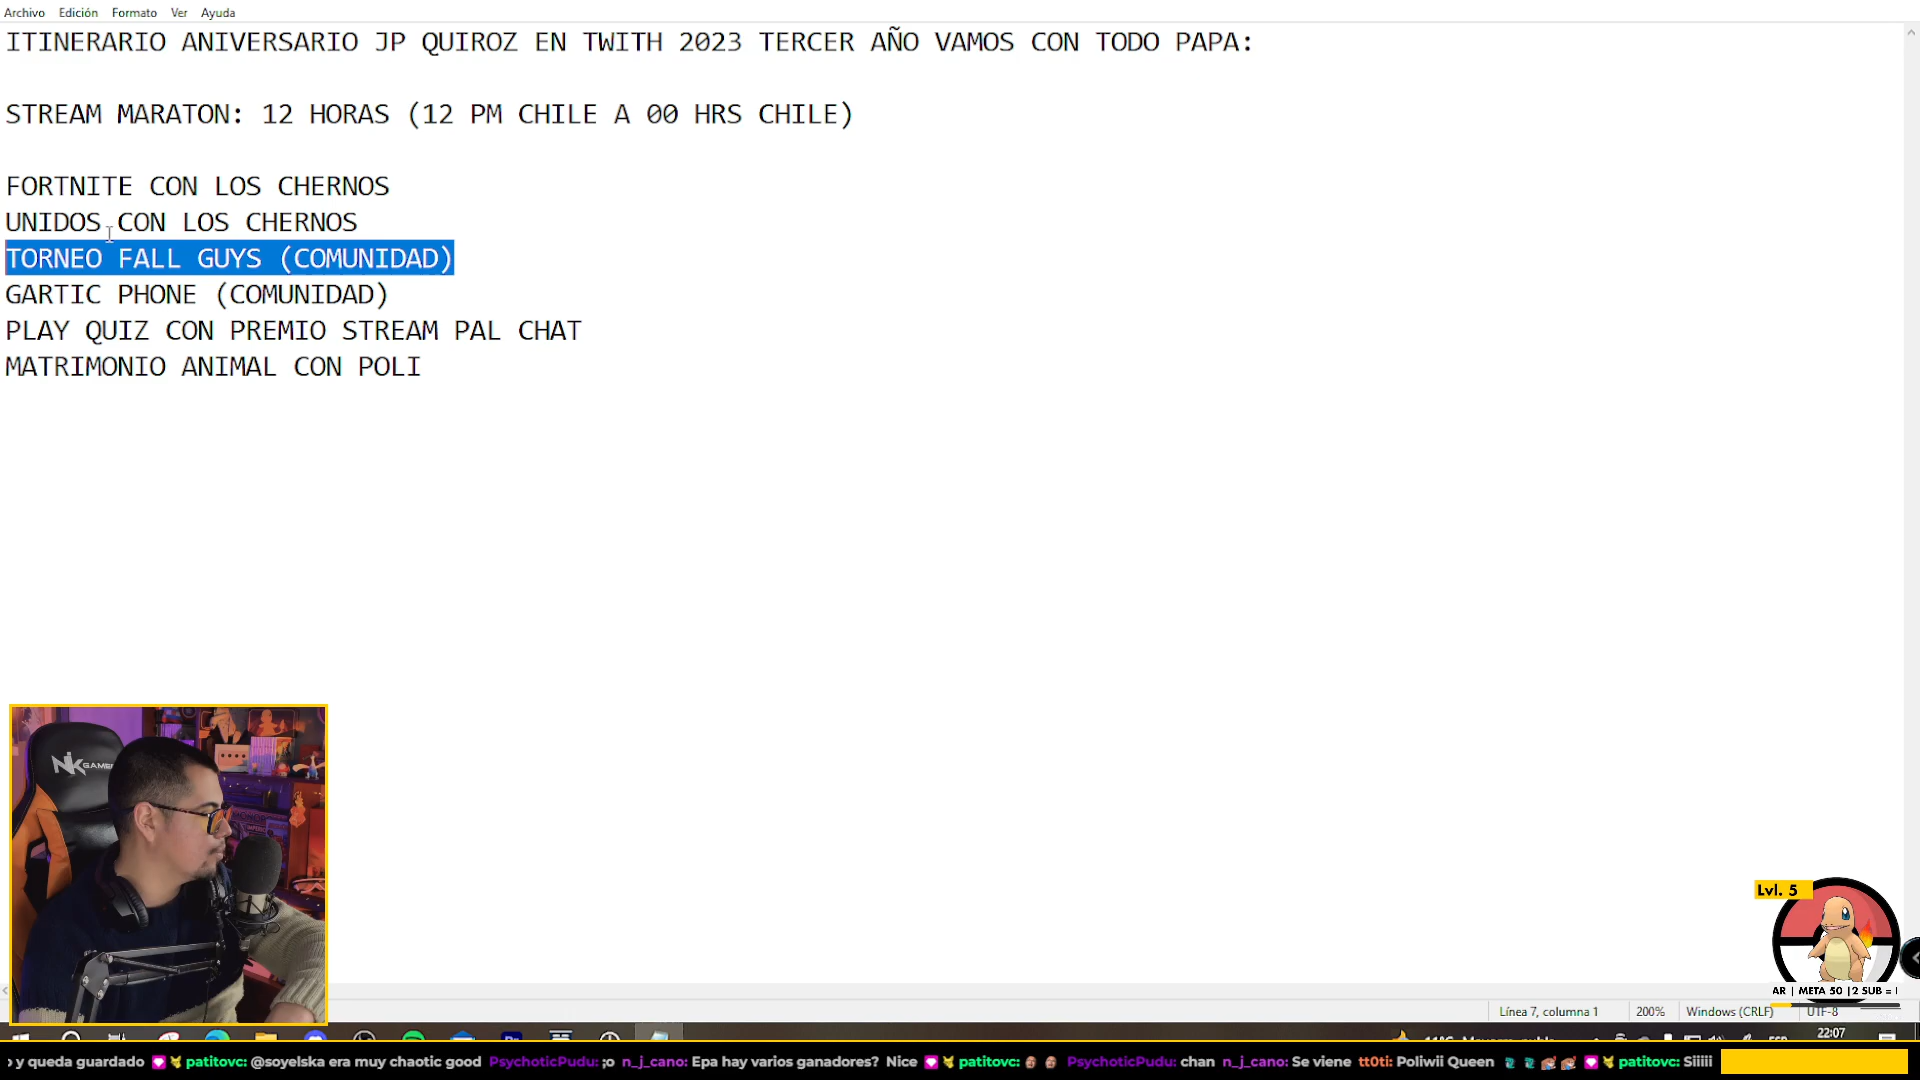 Archivo Edición Formato Ver Ayuda
ITINERARIO ANIVERSARIO JP QUIROZ EN TWITH 2023 TERCER AÑO VAMOS CON TODO PAPA:
STREAM MARATON: 12 HORAS (12 PM CHILE A 00 HRS CHILE)
FORTNITE CON LOS CHERNOS
UNIDOS CON LOS CHERNOS
TORNEO FALL GUYS (COMUNIDAD)
GARTIC PHONE (COMUNIDAD)
PLAY QUIZ CON PREMIO STREAM PAL CHAT
MATRIMONIO ANIMAL CON POLI
NK GAME
Lvl. 5
AR | META 50 |2 SUB = |
Línea 7, columna 1 200% Windows (CRLF) UTF-8
22:07
o y queda guardado patitovc: @soyelska era muy chaotic good PsychoticPudu: ;o n_j_cano: Epa hay varios ganadores? Nice patitovc: PsychoticPudu: chan n_j_cano: Se viene tt0ti: Poliwii Queen patitovc: Siiiii